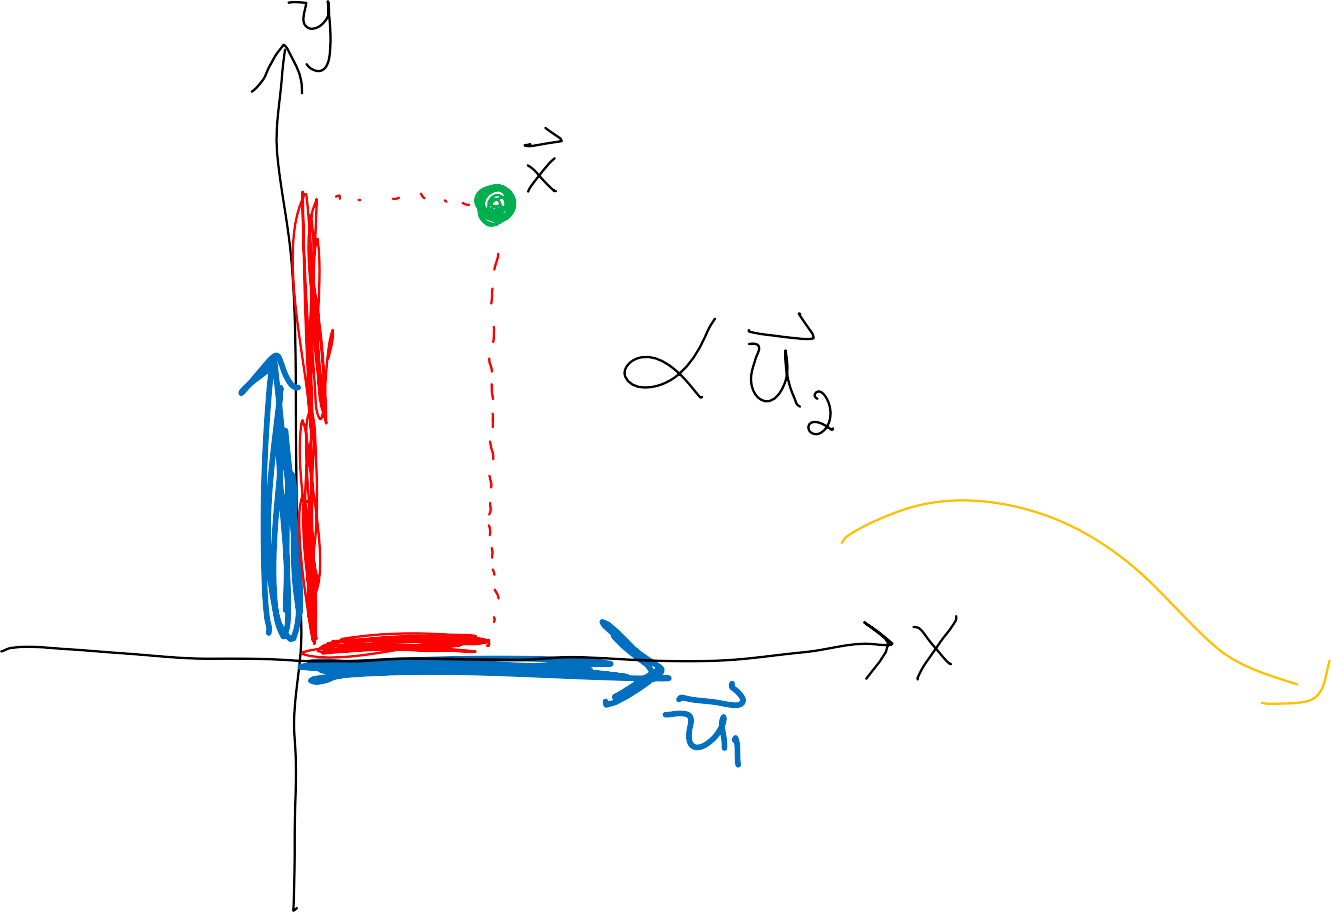 y
x⃗
α u⃗₂
x
u⃗₁